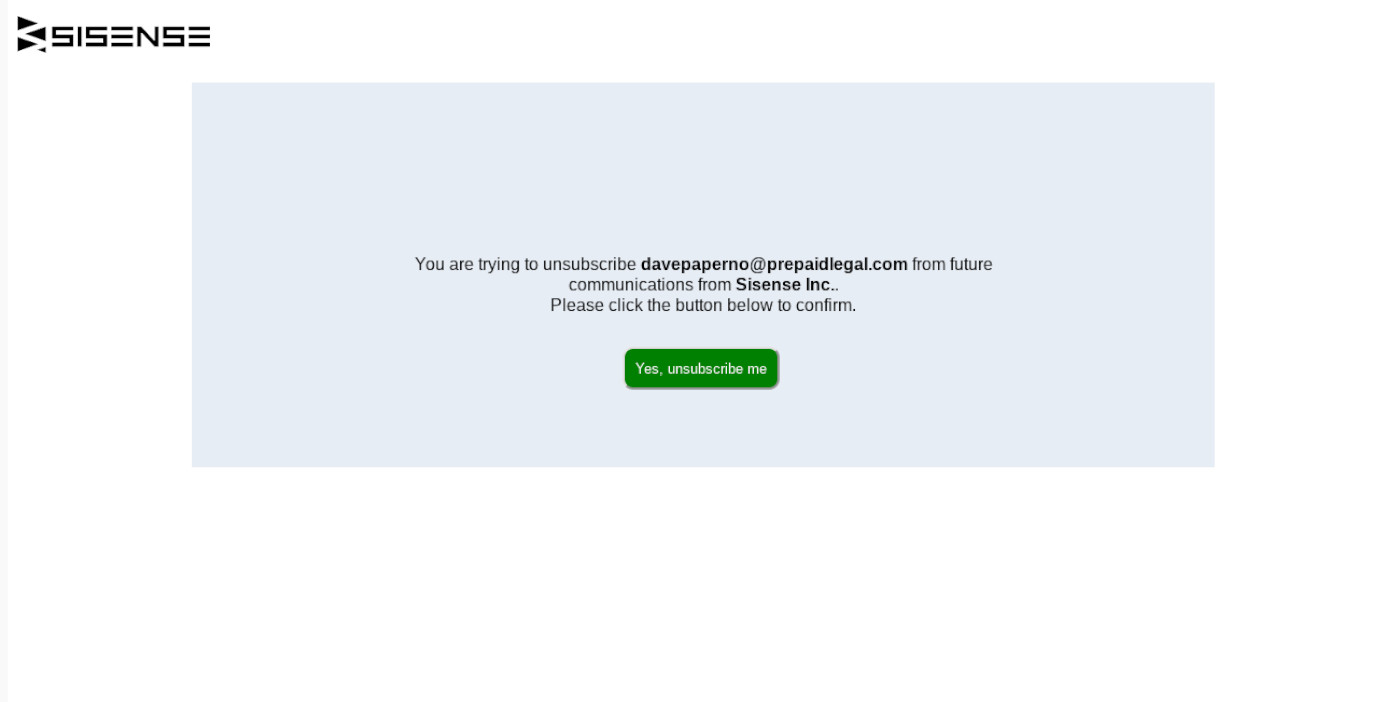 SISENSE
You are trying to unsubscribe davepaperno@prepaidlegal.com from future
communications from Sisense Inc..
Please click the button below to confirm.
Yes, unsubscribe me